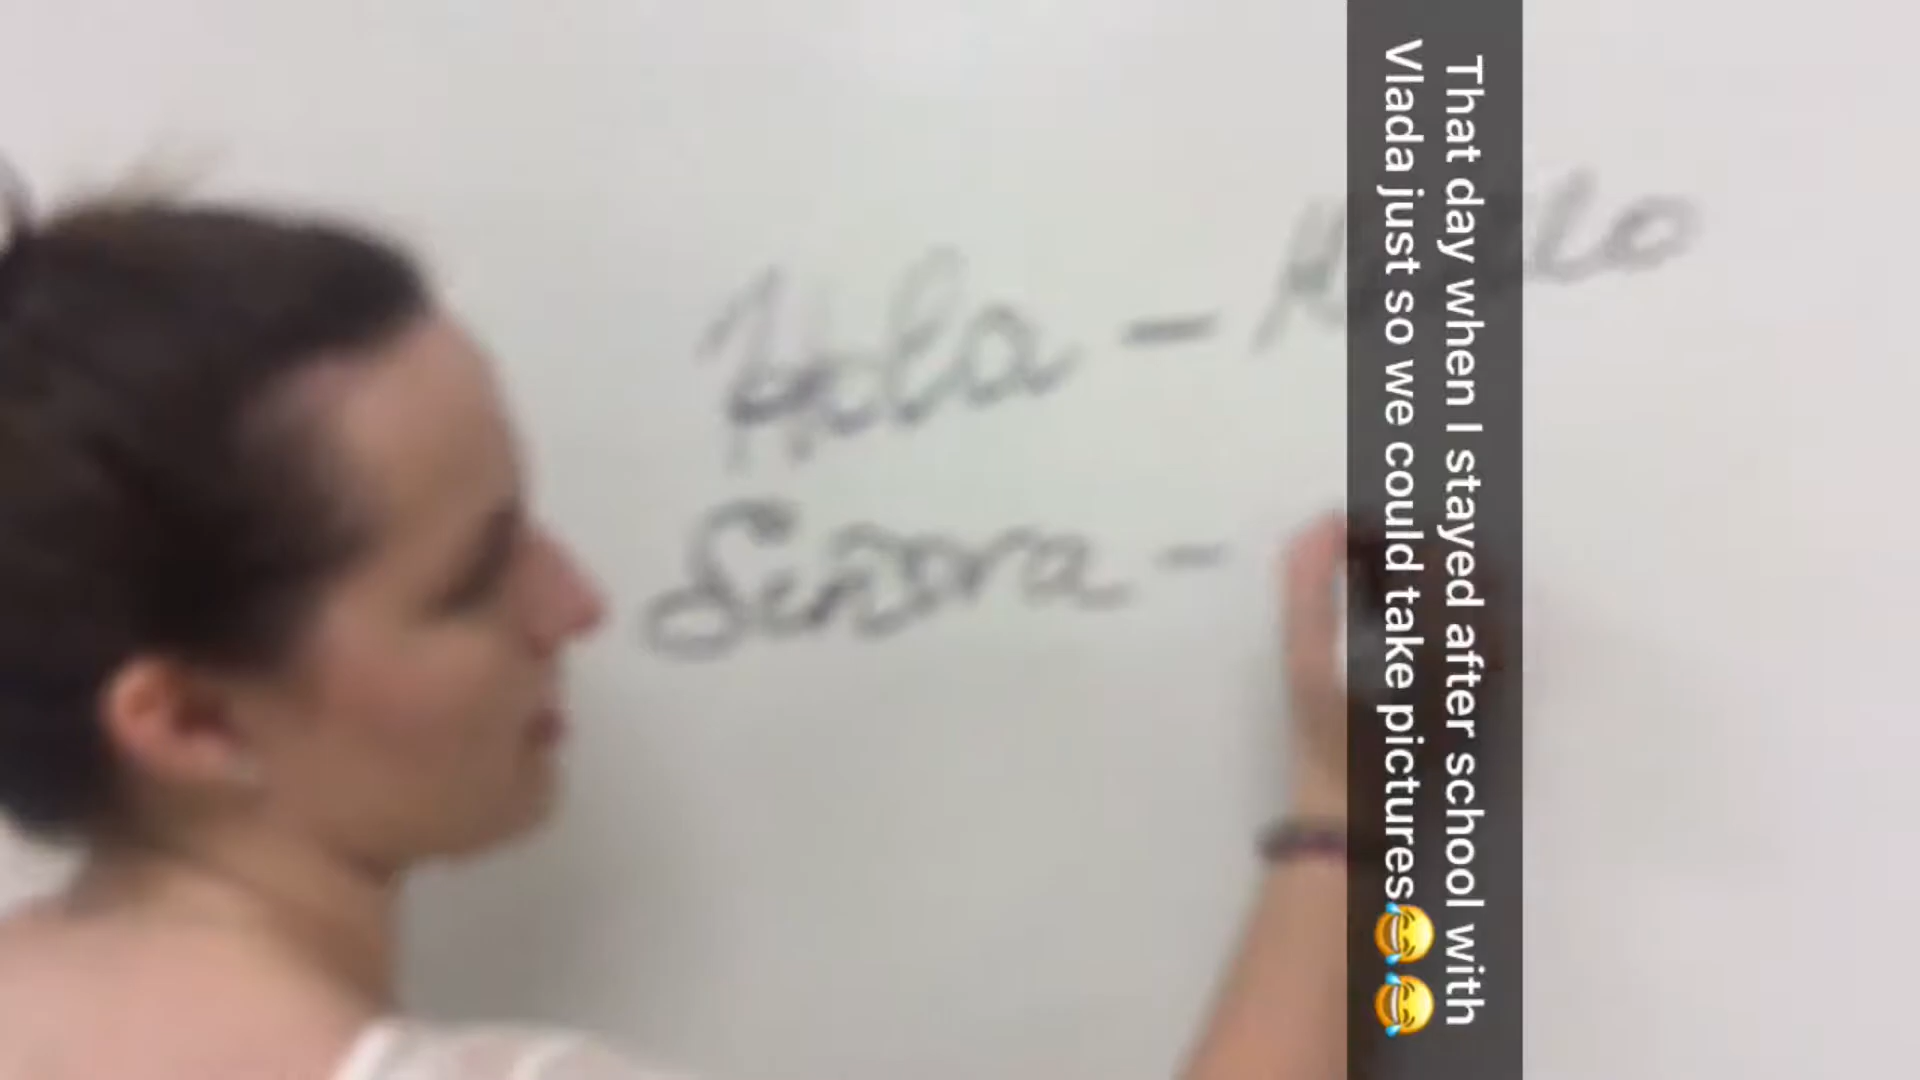 Hola -
Señora -
That day when I stayed after school with
Vlada just so we could take pictures😂😂